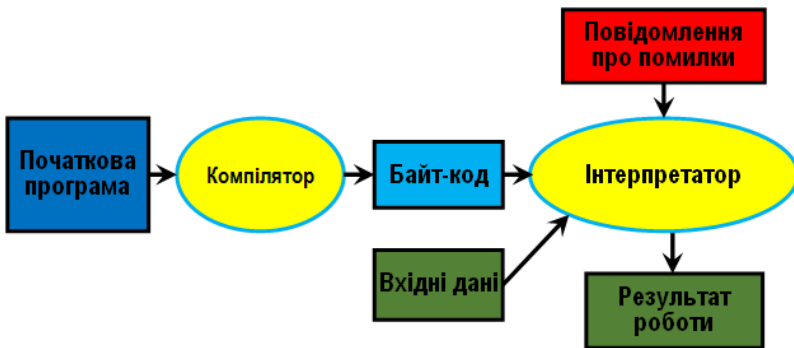 Повідомлення
про помилки
Початкова
програма
Компілятор
Байт-код
Інтерпретатор
Вхідні дані
Результат
роботи